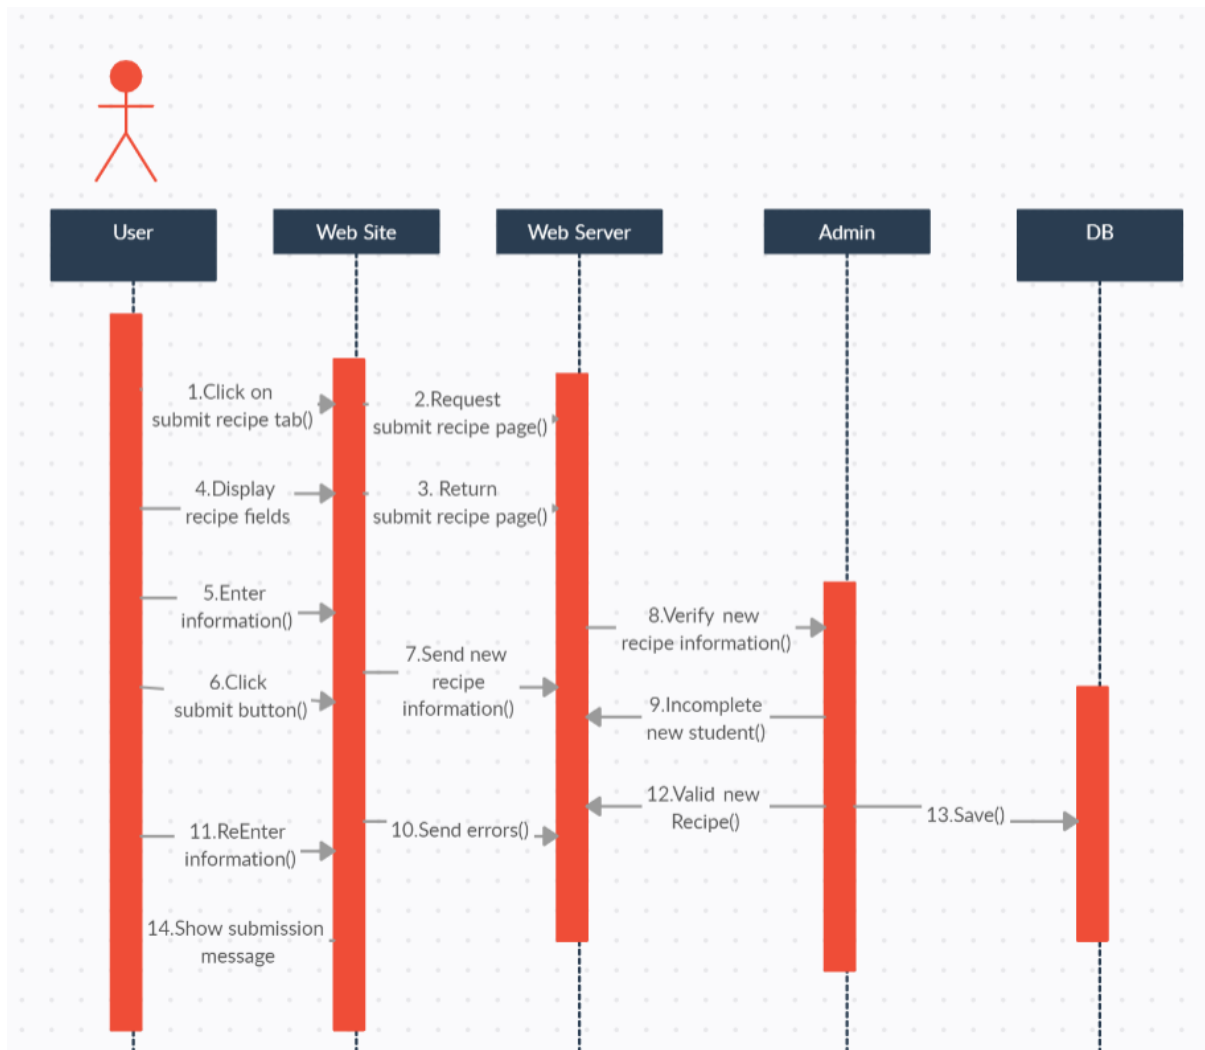 User
Web Site
Web Server
Admin
DB
1.Click on
submit recipe tab()
2.Request
submit recipe page()
4.Display
recipe fields
3. Return
submit recipe page()
5.Enter
information()
8.Verify new
recipe information()
6.Click
submit button()
7.Send new
recipe
information()
9.Incomplete
new student()
12.Valid new
Recipe()
13.Save()
11.ReEnter
information()
10.Send errors()
14.Show submission
message